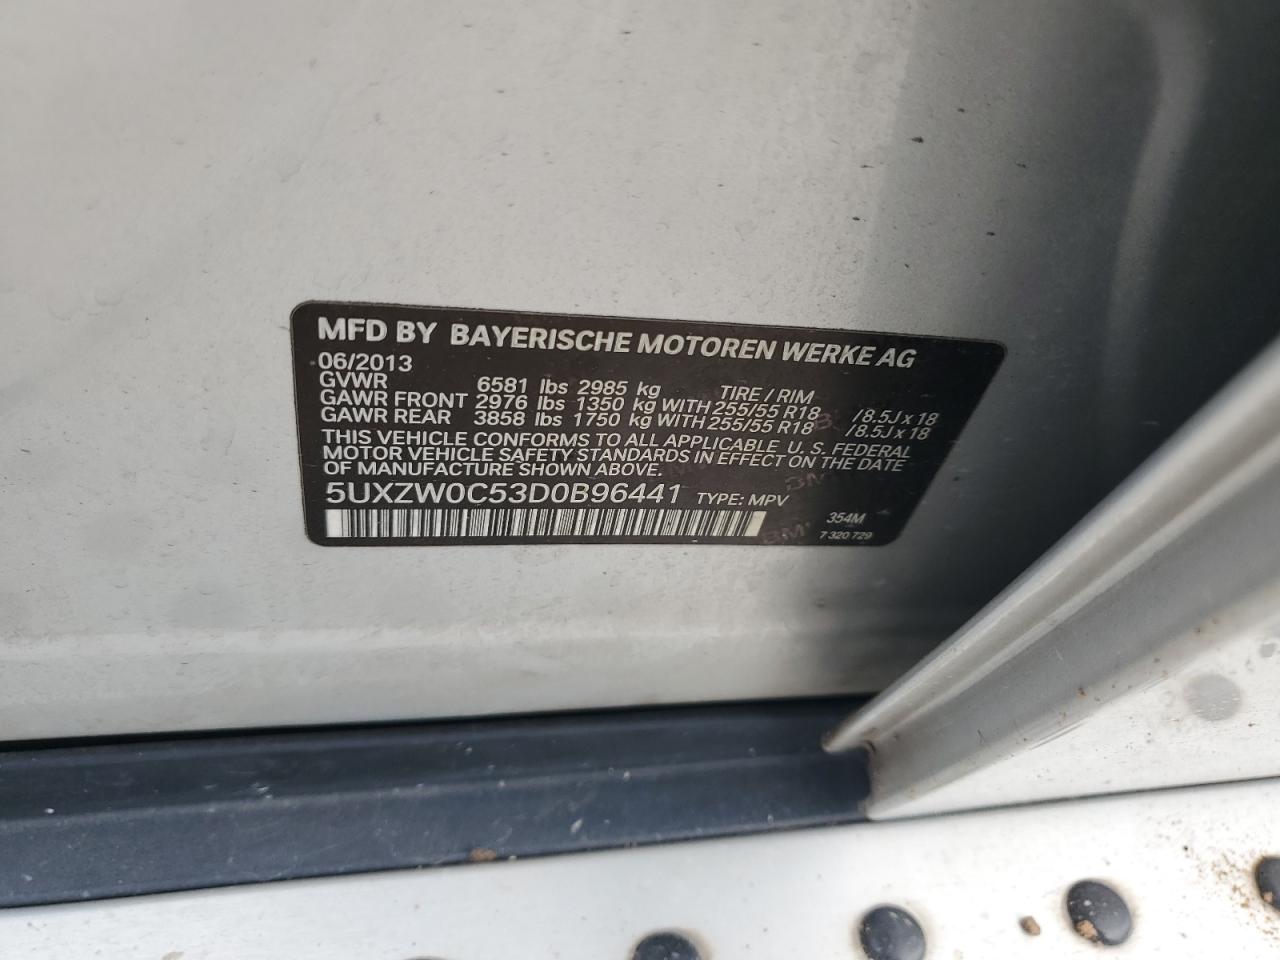 MFD BY BAYERISCHE MOTOREN WERKE AG
06/2013
GVWR 6581 lbs 2985 kg TIRE / RIM
GAWR FRONT 2976 lbs 1350 kg WITH 255/55 R18 /8.5J x 18
GAWR REAR 3858 lbs 1750 kg WITH 255/55 R18 /8.5J x 18
THIS VEHICLE CONFORMS TO ALL APPLICABLE U. S. FEDERAL
MOTOR VEHICLE SAFETY STANDARDS IN EFFECT ON THE DATE
OF MANUFACTURE SHOWN ABOVE.
5UXZW0C53D0B96441 TYPE: MPV
354M
7 320 729